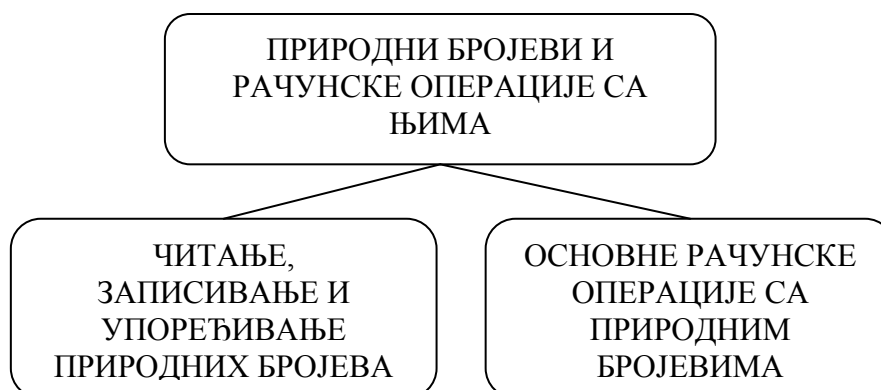 ПРИРОДНИ БРОЈЕВИ И
РАЧУНСКЕ ОПЕРАЦИЈЕ СА
ЊИМА
ЧИТАЊЕ,
ЗАПИСИВАЊЕ И
УПОРЕЂИВАЊЕ
ПРИРОДНИХ БРОЈЕВА
ОСНОВНЕ РАЧУНСКЕ
ОПЕРАЦИЈЕ СА
ПРИРОДНИМ
БРОЈЕВИМА